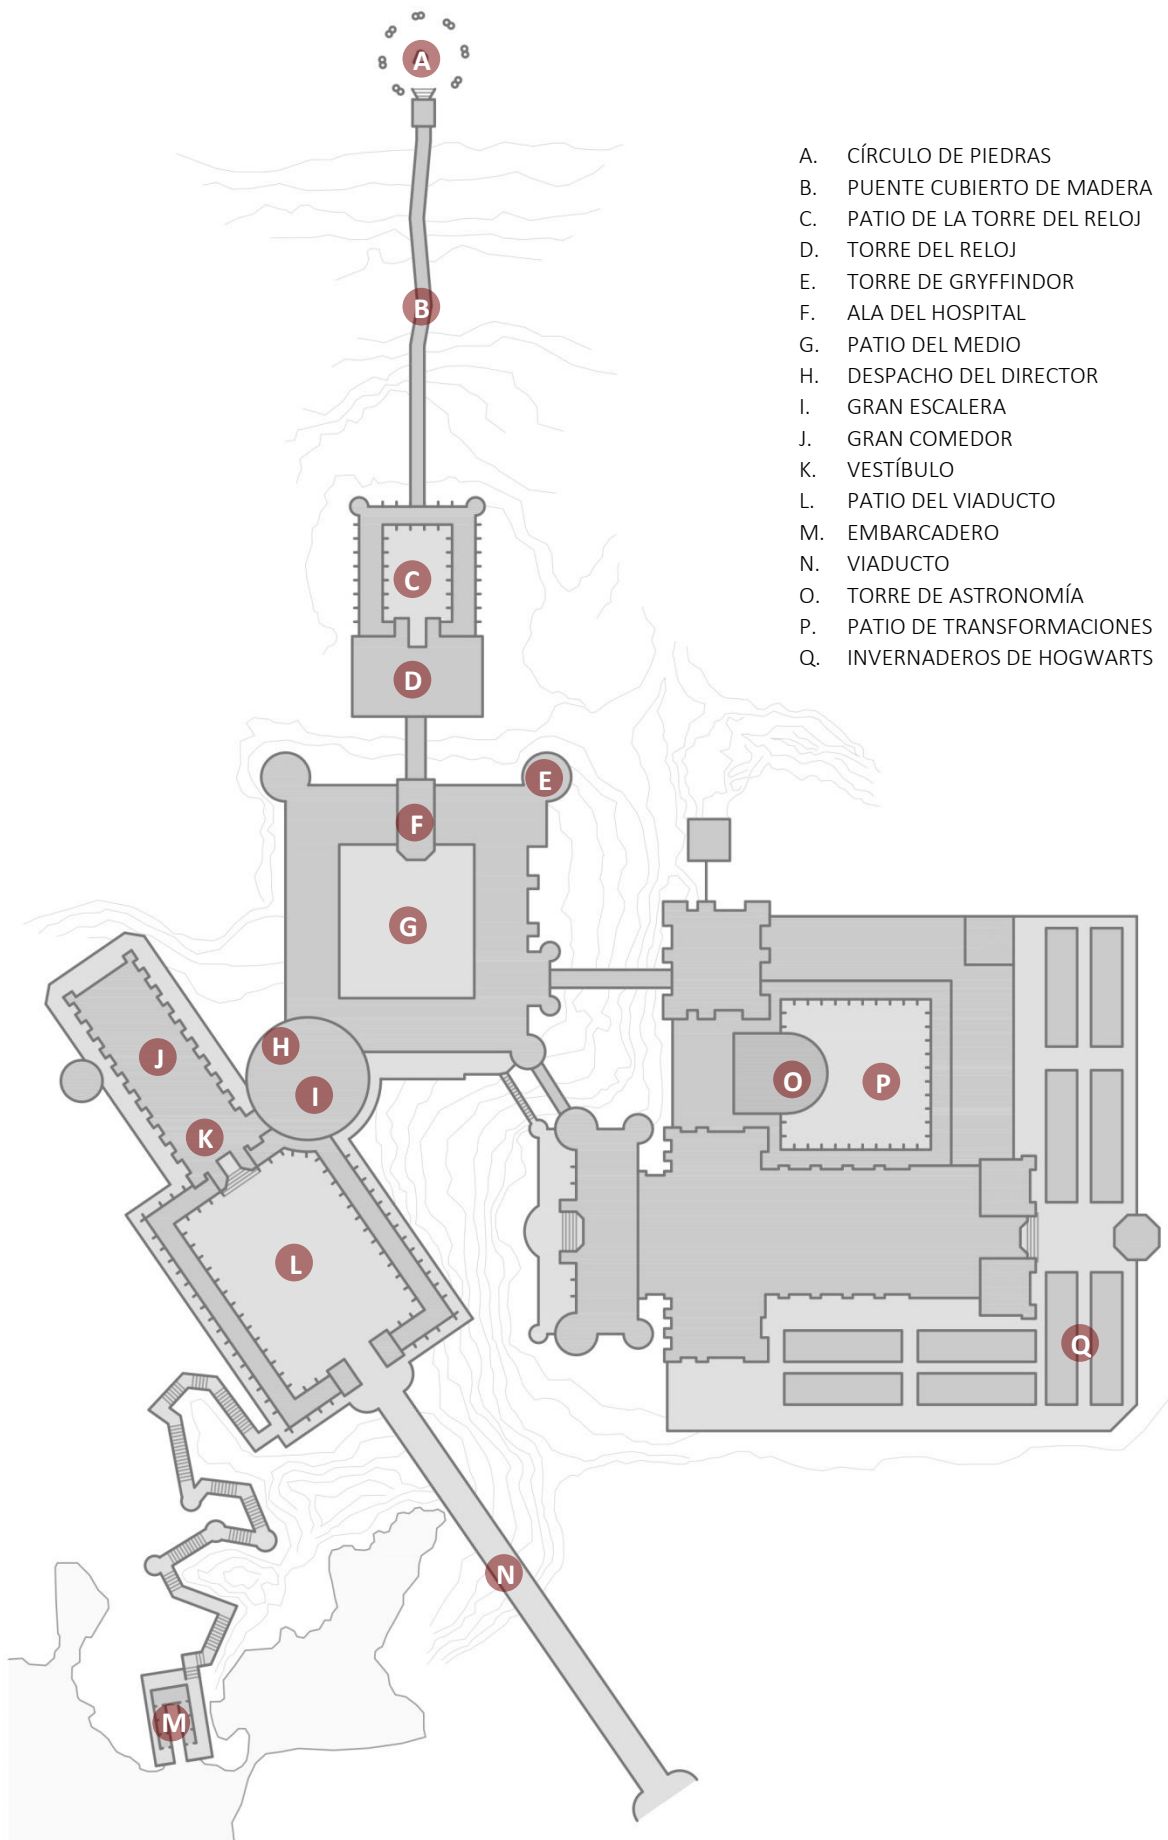 A
A. CÍRCULO DE PIEDRAS
B. PUENTE CUBIERTO DE MADERA
C. PATIO DE LA TORRE DEL RELOJ
D. TORRE DEL RELOJ
E. TORRE DE GRYFFINDOR
F. ALA DEL HOSPITAL
G. PATIO DEL MEDIO
H. DESPACHO DEL DIRECTOR
I. GRAN ESCALERA
J. GRAN COMEDOR
K. VESTÍBULO
L. PATIO DEL VIADUCTO
M. EMBARCADERO
N. VIADUCTO
O. TORRE DE ASTRONOMÍA
P. PATIO DE TRANSFORMACIONES
Q. INVERNADEROS DE HOGWARTS
B
C
D
E
F
G
H
J
I
O
P
K
L
Q
N
M